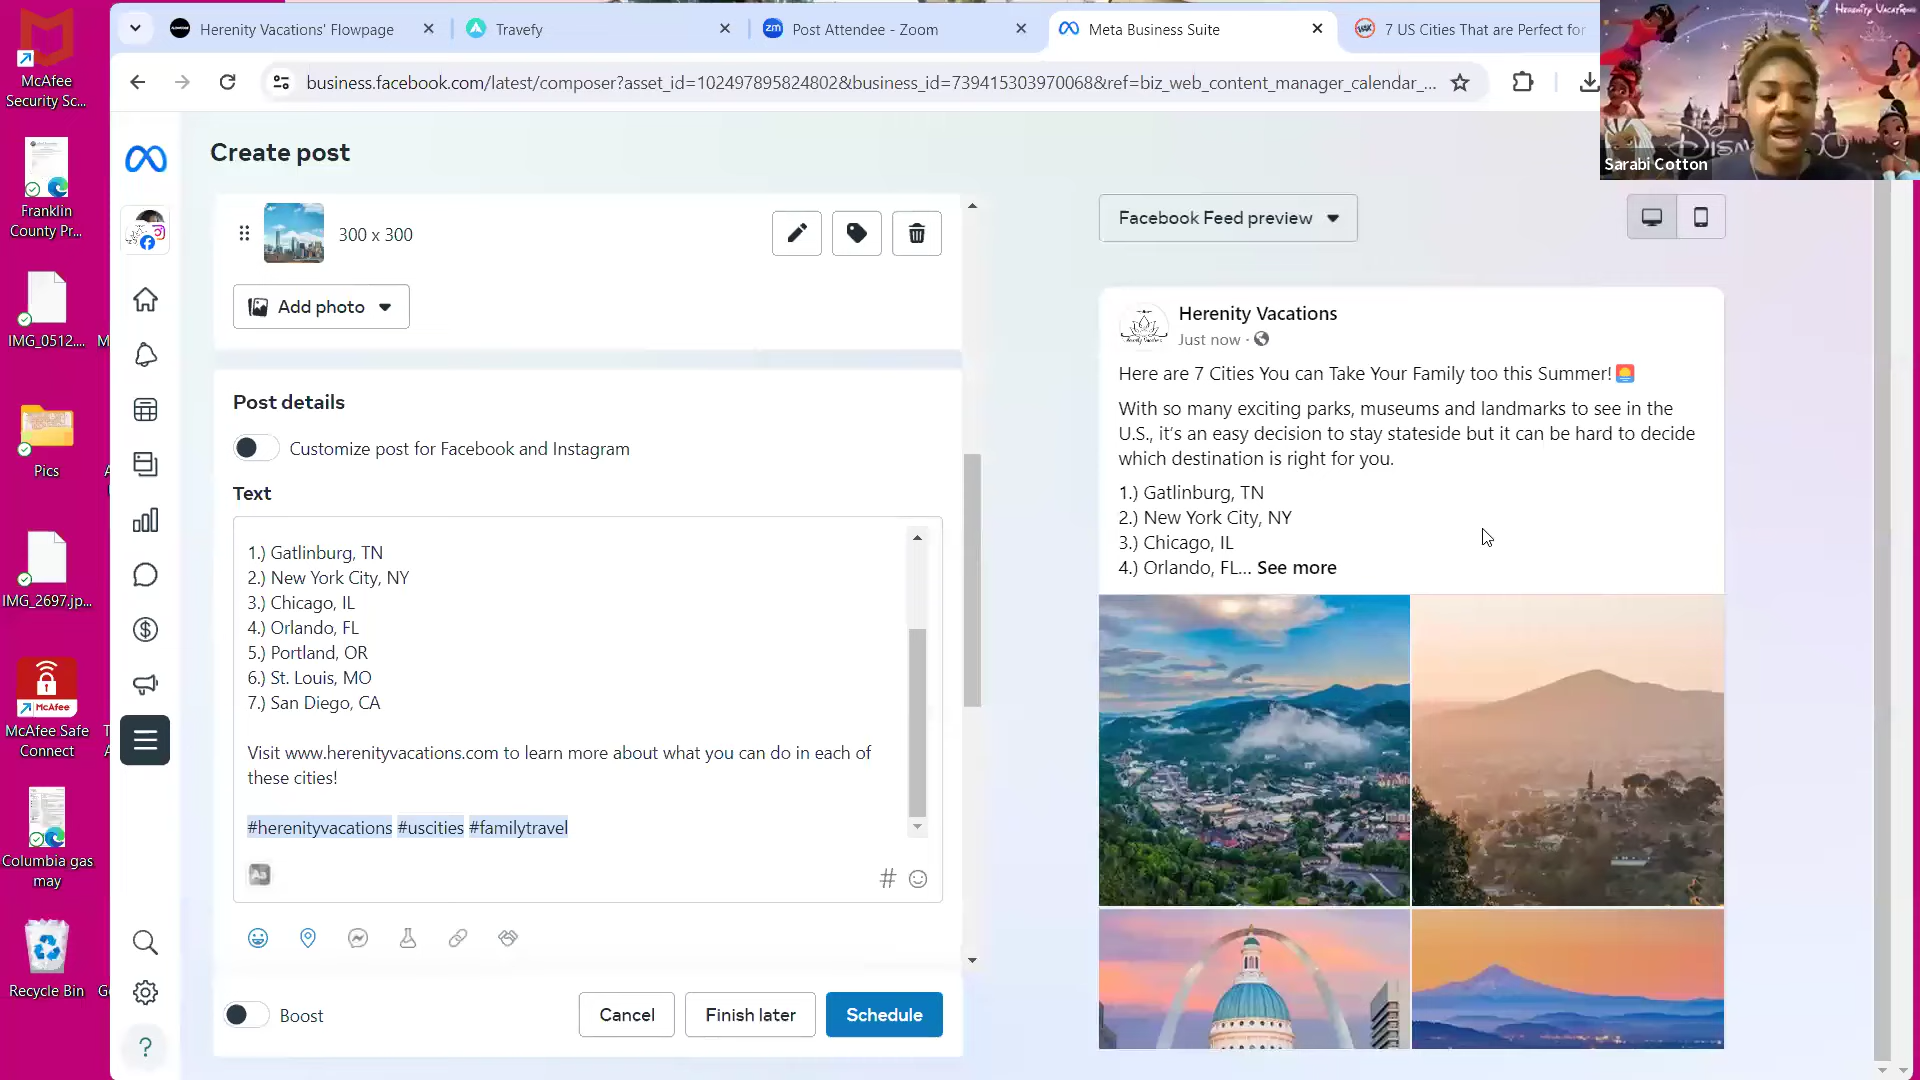 McAfee
Security Sc...
Franklin
County Pr...
IMG_0512....
M
Pics
IMG_2697.jp...
McAfee
McAfee Safe
Connect
Columbia gas
may
Recycle Bin
Herenity Vacations' Flowpage
Travefy
zm
Post Attendee - Zoom
Meta Business Suite
7 US Cities That are Perfect for
business.facebook.com/latest/composer?asset_id=102497895824802&business_id=739415303970068&ref=biz_web_content_manager_calendar_...
Herenity Vacations
Sarabi Cotton
Create post
300 x 300
Add photo
Post details
Customize post for Facebook and Instagram
Text
1.) Gatlinburg, TN
2.) New York City, NY
3.) Chicago, IL
4.) Orlando, FL
5.) Portland, OR
6.) St. Louis, MO
7.) San Diego, CA
Visit www.herenityvacations.com to learn more about what you can do in each of
these cities!
#herenityvacations #uscities #familytravel
#
Boost
Cancel
Finish later
Schedule
Facebook Feed preview
Herenity Vacations
Just now ·
Here are 7 Cities You can Take Your Family too this Summer!🌅
With so many exciting parks, museums and landmarks to see in the
U.S., it's an easy decision to stay stateside but it can be hard to decide
which destination is right for you.
1.) Gatlinburg, TN
2.) New York City, NY
3.) Chicago, IL
4.) Orlando, FL... See more